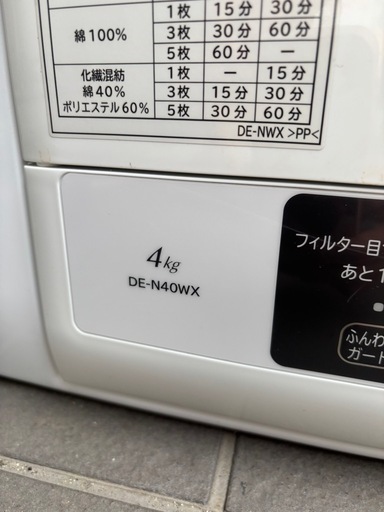 1枚 15分 30分
綿100% 3枚 30分 60分
5枚 60分 ー
化繊混紡 1枚 ー 15分
綿40% 3枚 15分 30分
ポリエステル60% 5枚 30分 60分
DE-NWX >PP<
4kg
DE-N40WX
フィルター目
あと1
ふんわ
ガード